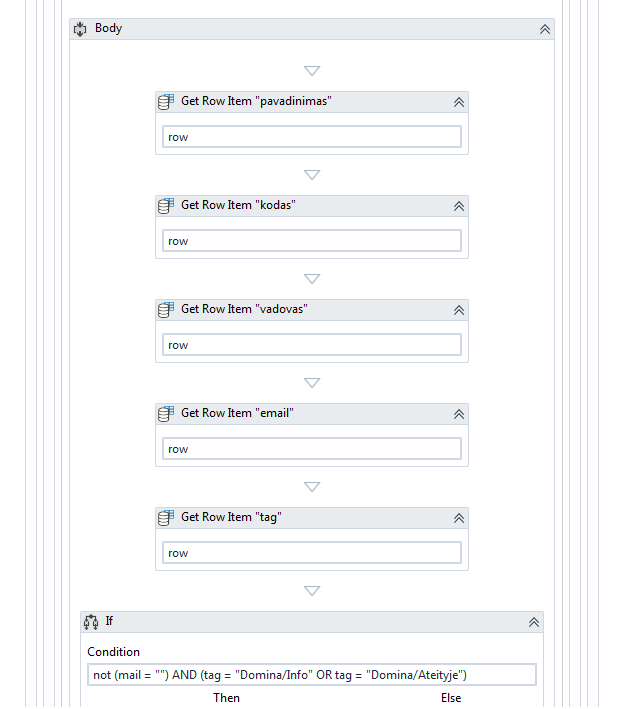 Body
Get Row Item "pavadinimas"
row
Get Row Item "kodas"
row
Get Row Item "vadovas"
row
Get Row Item "email"
row
Get Row Item "tag"
row
If
Condition
not (mail = "") AND (tag = "Domina/Info" OR tag = "Domina/Ateityje")
Then Else